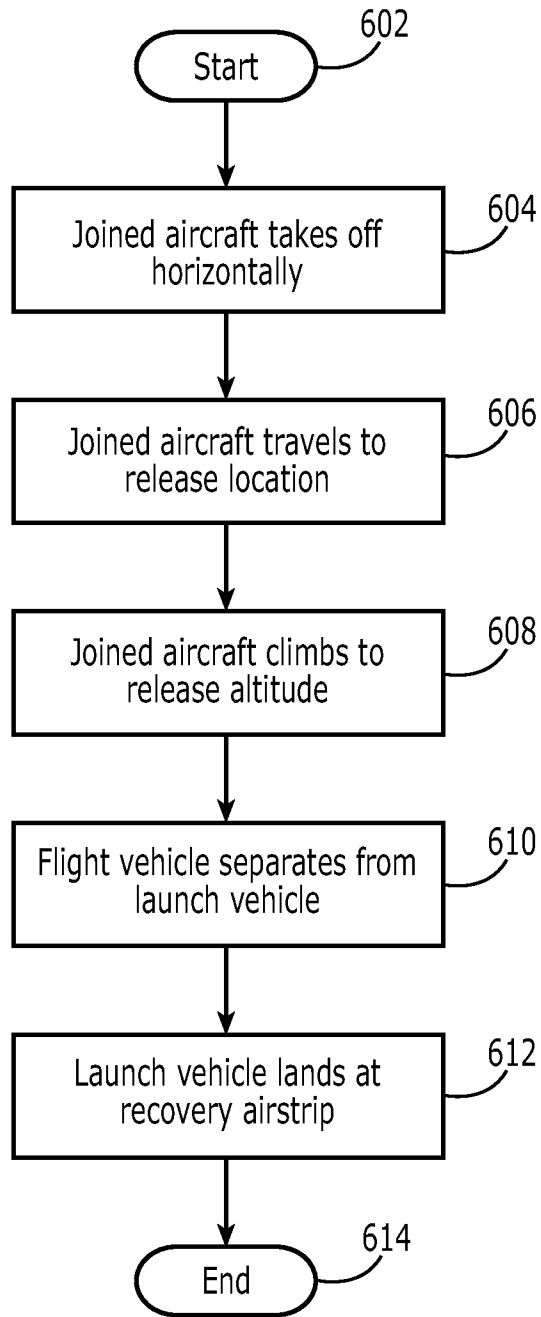 602
Start
604
Joined aircraft takes off
horizontally
606
Joined aircraft travels to
release location
608
Joined aircraft climbs to
release altitude
610
Flight vehicle separates from
launch vehicle
612
Launch vehicle lands at
recovery airstrip
614
End